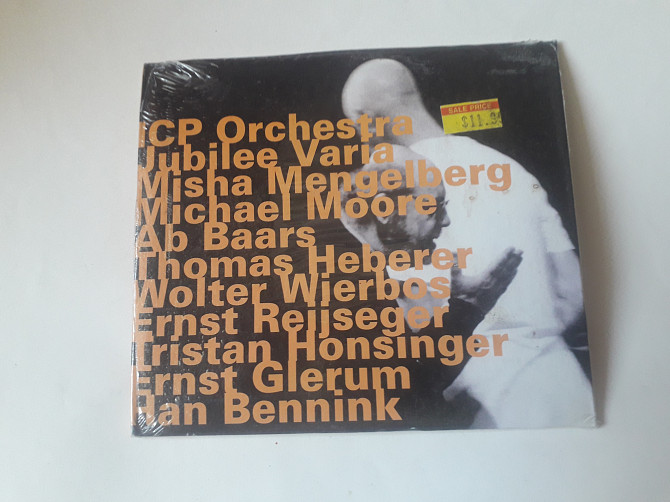 ICP Orchestra
Jubilee Varia
Misha Mengelberg
Michael Moore
Ab Baars
Thomas Heberer
Wolter Wierbos
Ernst Reijseger
Tristan Honsinger
Ernst Glerum
Han Bennink
SALE PRICE